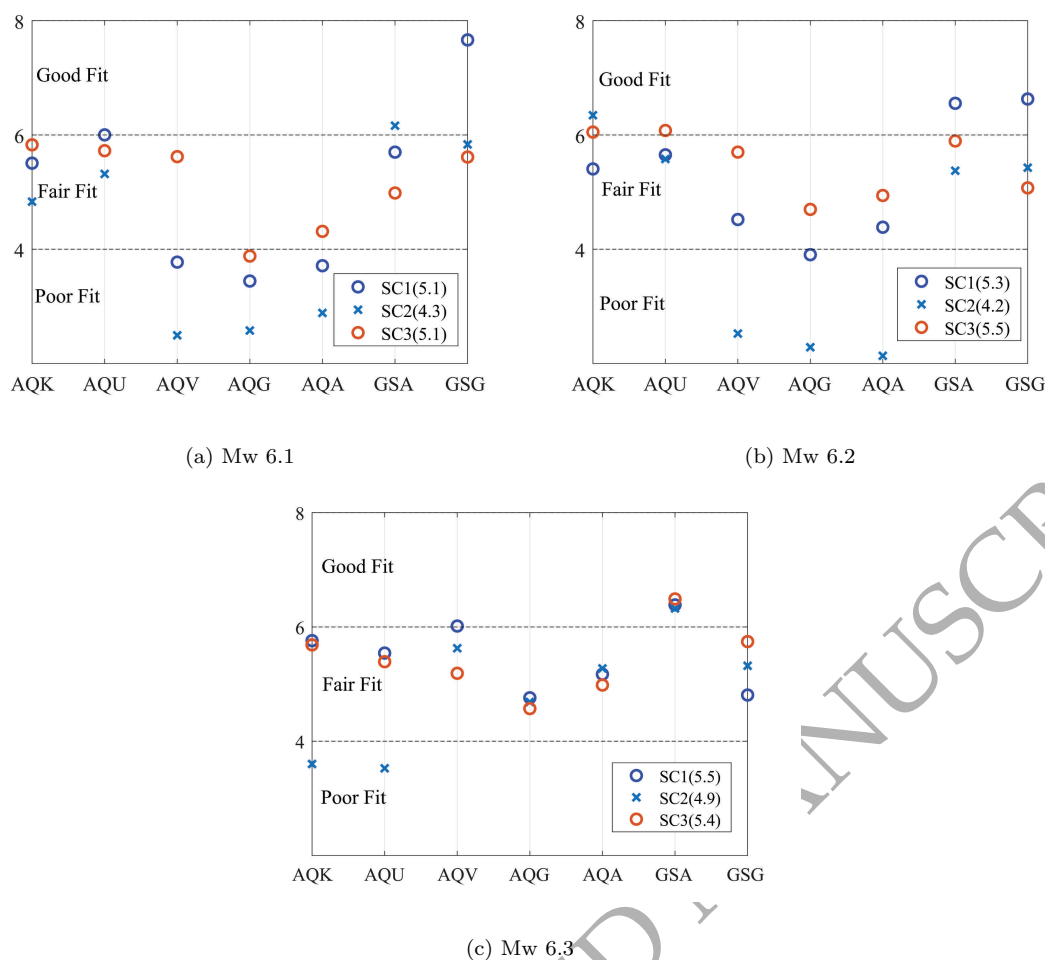 8
Good Fit
6
Fair Fit
4
Poor Fit
SC1(5.1)
SC2(4.3)
SC3(5.1)
AQK AQU AQV AQG AQA GSA GSG
(a) Mw 6.1
8
Good Fit
6
Fair Fit
4
Poor Fit
SC1(5.3)
SC2(4.2)
SC3(5.5)
AQK AQU AQV AQG AQA GSA GSG
(b) Mw 6.2
8
Good Fit
6
Fair Fit
4
Poor Fit
SC1(5.5)
SC2(4.9)
SC3(5.4)
AQK AQU AQV AQG AQA GSA GSG
(c) Mw 6.3